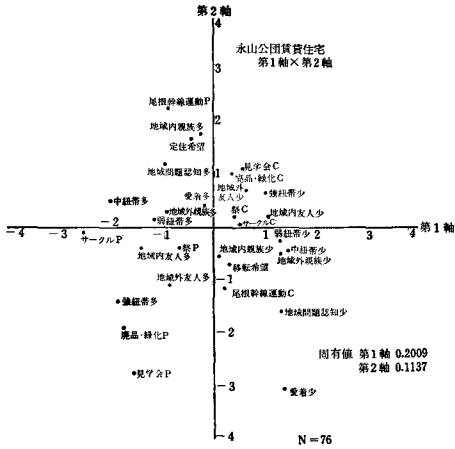 第2軸
4
永山公団賃貸住宅
第1軸×第2軸
3
尾根幹線運動P
2
地域内親族多
定住希望
見学会C
地域問題認知多
1
廃品・緑化C
地域外
友人少
強紐帯少
中紐帯多
愛着多
地域外親族多
祭C
地域内友人少
弱紐帯多
サークルC
－4 －3 －2 －1 1 2 3 4 第1軸
サークルP
弱紐帯少
祭P
地域内親族少
中紐帯少
地域内友人多
地域外親族少
移転希望
地域外友人多
－1
尾根幹線運動C
強紐帯多
地域問題認知少
廃品・緑化P
－2
固有値 第1軸 0.2009
第2軸 0.1137
見学会P
－3
愛着少
－4
N＝76